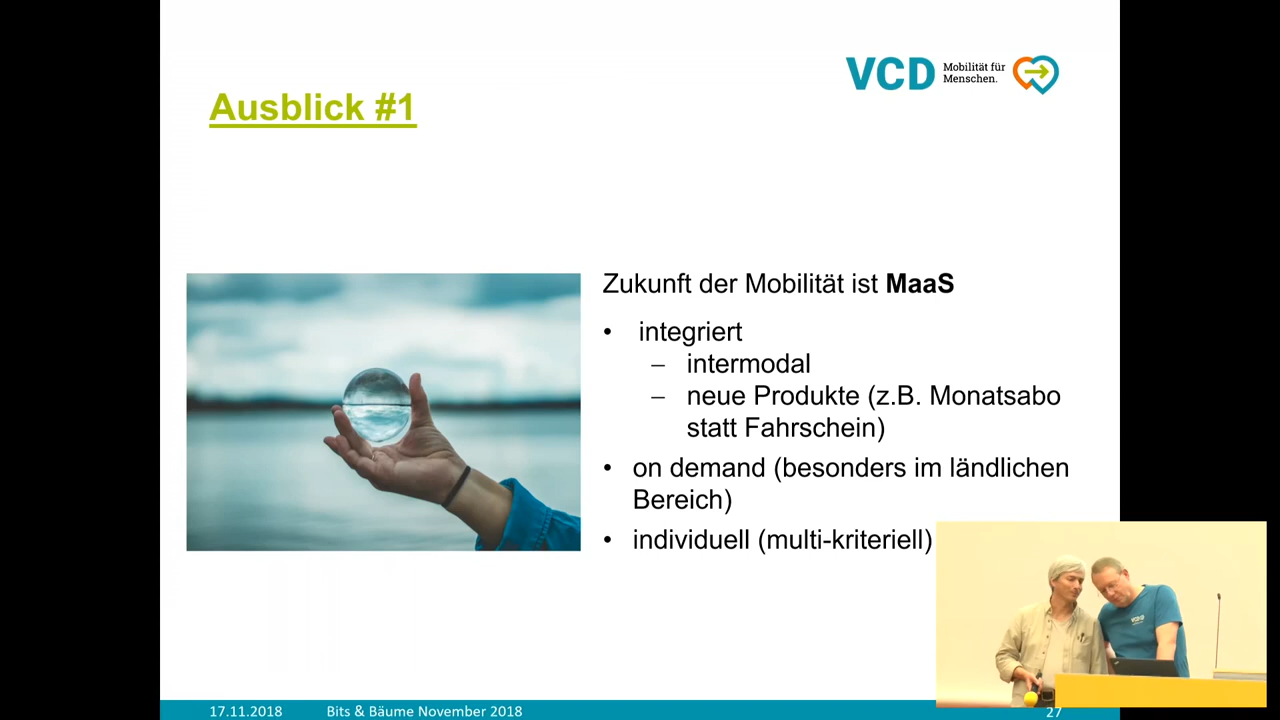 VCD Mobilität für
Menschen.
Ausblick #1
Zukunft der Mobilität ist MaaS
• integriert
– intermodal
– neue Produkte (z.B. Monatsabo
statt Fahrschein)
• on demand (besonders im ländlichen
Bereich)
• individuell (multi-kriteriell)
VCD
17.11.2018 Bits & Bäume November 2018 27